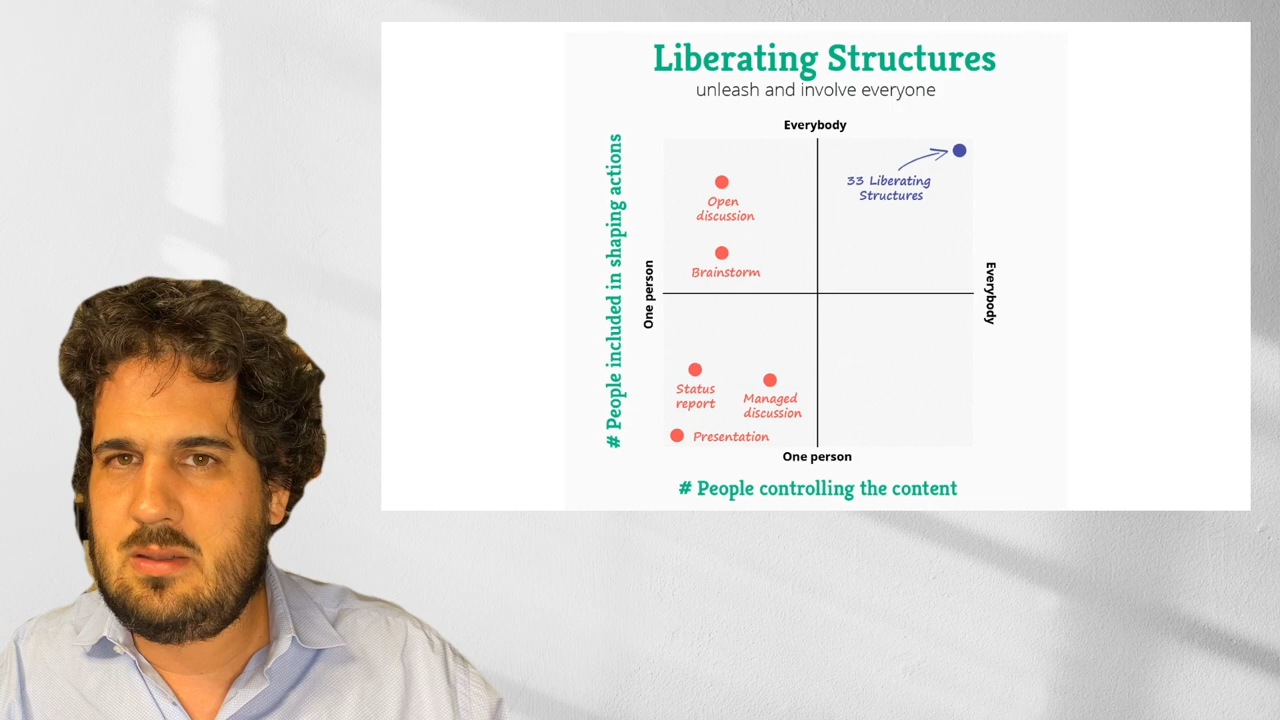 Liberating Structures
unleash and involve everyone
Everybody
33 Liberating
Structures
Open
discussion
Brainstorm
# People included in shaping actions
One person
Everybody
Status
report
Managed
discussion
Presentation
One person
# People controlling the content